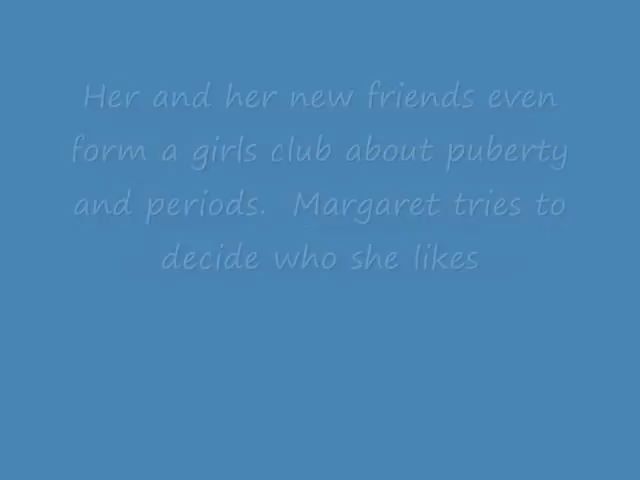 Her and her new friends even
form a girls club about puberty
and periods.  Margaret tries to
decide who she likes